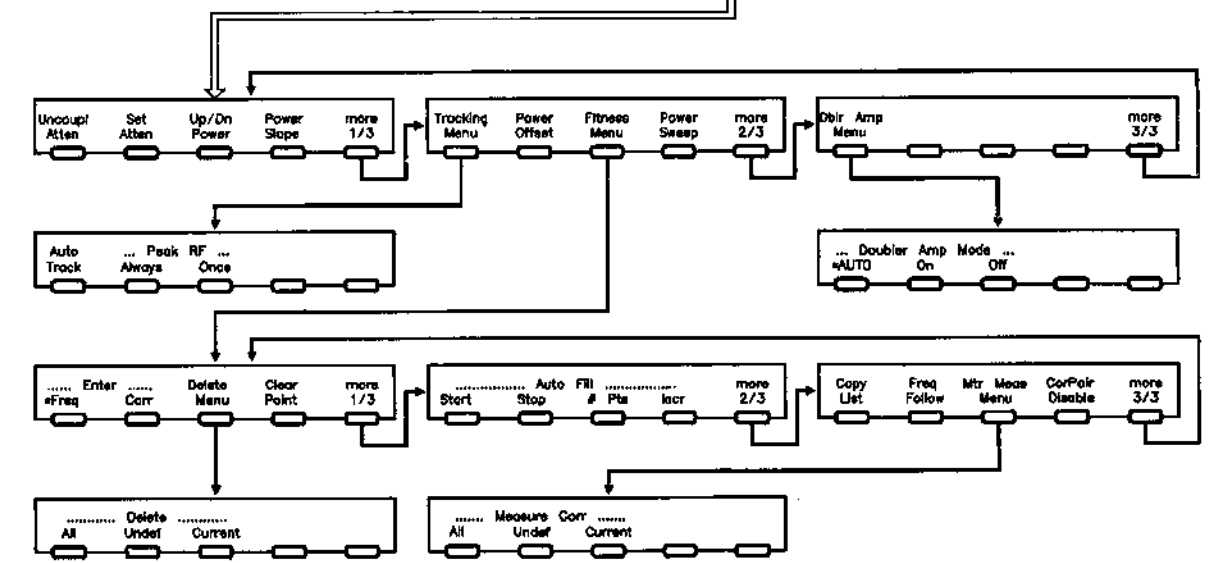 Uncoupl Atten
Set Atten
Up/Dn Power
Power Slope
more 1/3
Tracking Menu
Power Offset
Fltness Menu
Power Sweep
more 2/3
Dblr Amp Menu
more 3/3
Auto Track
... Peak RF ...
Always
Once
... Doubler Amp Mode ...
*AUTO
On
Off
...... Enter ......
*Freq
Corr
Delete Menu
Clear Point
more 1/3
................. Auto Fill .................
Start
Stop
# Pts
Incr
more 2/3
Copy List
Freq Follow
Mtr Meas Menu
CorPair Disable
more 3/3
............ Delete ............
All
Undef
Current
....... Measure Corr .......
All
Undef
Current